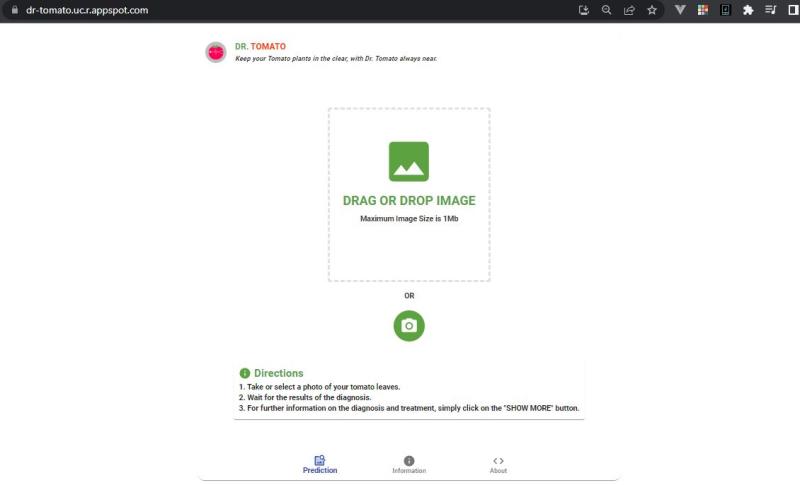 dr-tomato.uc.r.appspot.com
DR. TOMATO
Keep your Tomato plants in the clear, with Dr. Tomato always near.
DRAG OR DROP IMAGE
Maximum Image Size is 1Mb
OR
Directions
1. Take or select a photo of your tomato leaves.
2. Wait for the results of the diagnosis.
3. For further information on the diagnosis and treatment, simply click on the "SHOW MORE" button.
Prediction Information About